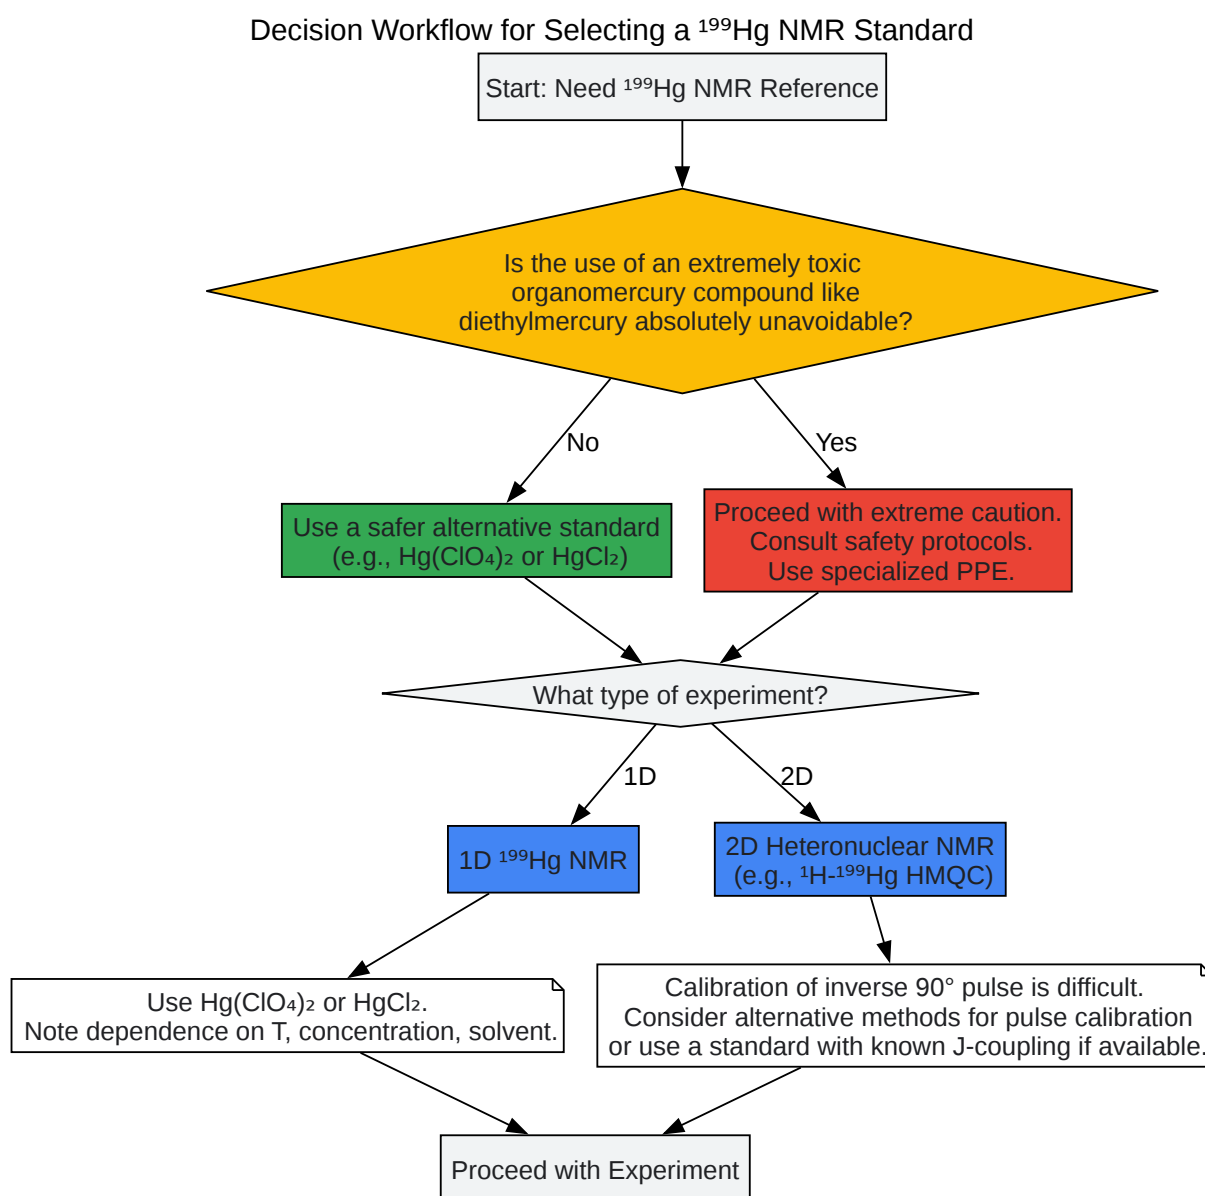 Decision Workflow for Selecting a ¹⁹⁹Hg NMR Standard
Start: Need ¹⁹⁹Hg NMR Reference
Is the use of an extremely toxic
organomercury compound like
diethylmercury absolutely unavoidable?
No
Yes
Use a safer alternative standard
(e.g., Hg(ClO₄)₂ or HgCl₂)
Proceed with extreme caution.
Consult safety protocols.
Use specialized PPE.
What type of experiment?
1D
2D
1D ¹⁹⁹Hg NMR
2D Heteronuclear NMR
(e.g., ¹H-¹⁹⁹Hg HMQC)
Use Hg(ClO₄)₂ or HgCl₂.
Note dependence on T, concentration, solvent.
Calibration of inverse 90° pulse is difficult.
Consider alternative methods for pulse calibration
or use a standard with known J-coupling if available.
Proceed with Experiment